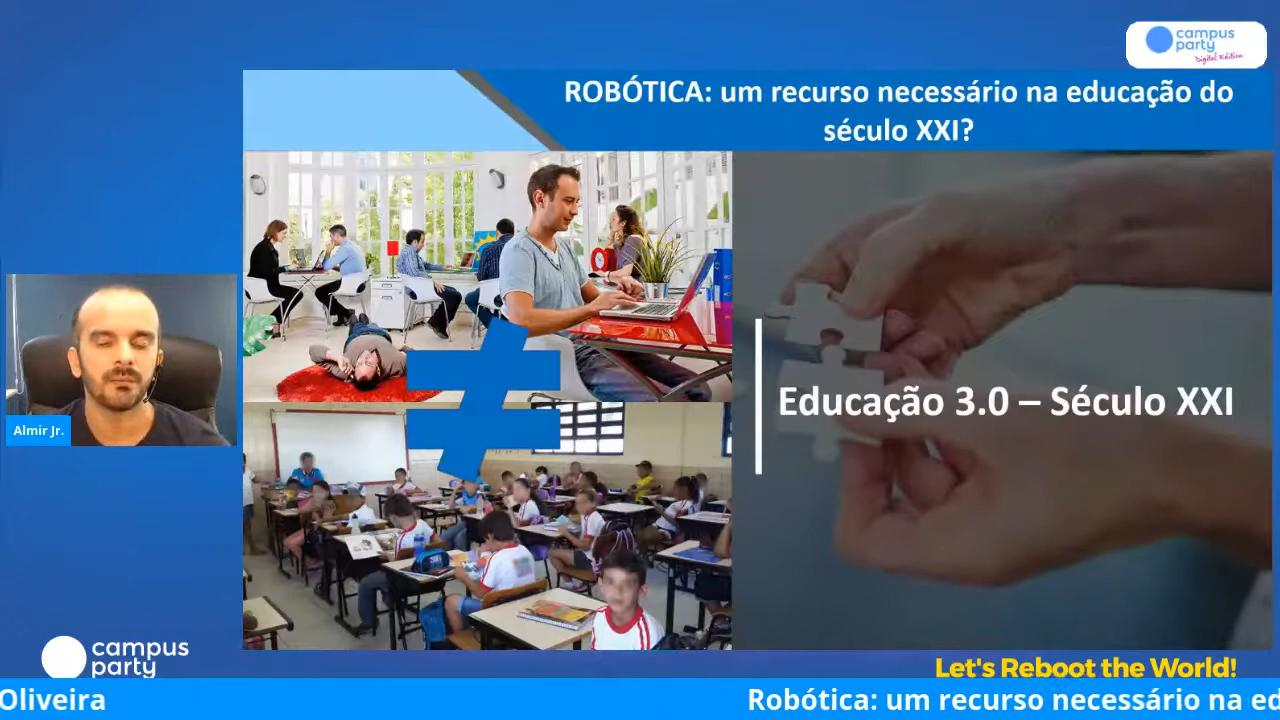 campus
party
Digital Edition
ROBÓTICA: um recurso necessário na educação do
século XXI?
Educação 3.0 – Século XXI
Almir Jr.
campus
party
Let's Reboot the World!
Oliveira
Robótica: um recurso necessário na ed